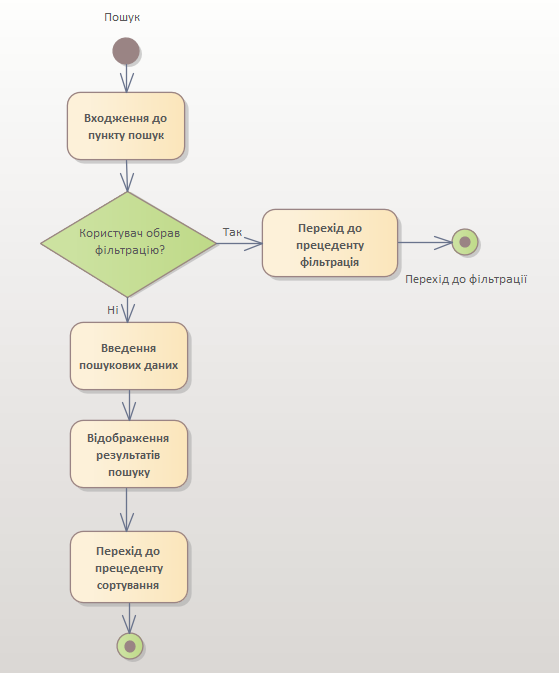 Пошук
Входження до
пункту пошук
Користувач обрав
фільтрацію?
Так
Перехід до
прецеденту
фільтрація
Перехід до фільтрації
Ні
Введення
пошукових даних
Відображення
результатів
пошуку
Перехід до
прецеденту
сортування